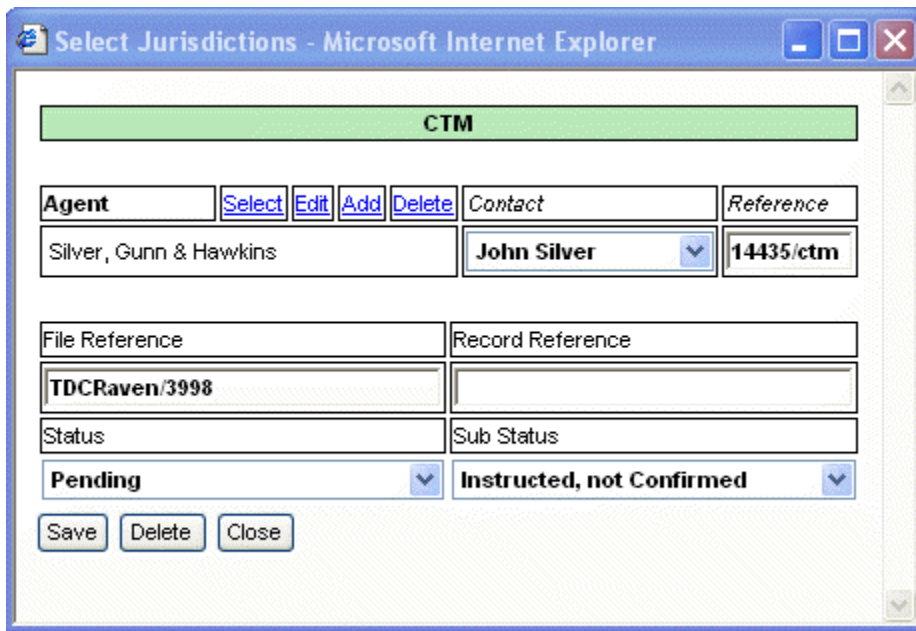 Select Jurisdictions - Microsoft Internet Explorer
CTM
Agent Select Edit Add Delete Contact Reference
Silver, Gunn & Hawkins John Silver 14435/ctm
File Reference Record Reference
TDCRaven/3998
Status Sub Status
Pending Instructed, not Confirmed
Save Delete Close